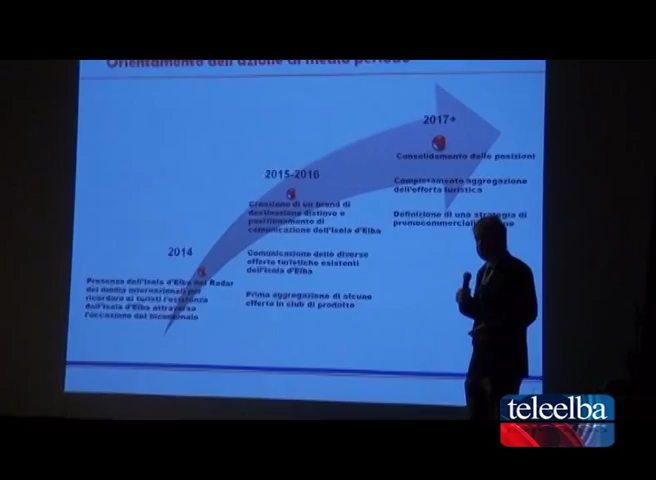 Orientamento dell'azione di medio periodo
2017+
Consolidamento delle posizioni
Completamento aggregazione
dell'offerta turistica
Definizione di una strategia di
2015-2016
Creazione di un brand di
destinazione distinto e
posizionamento di
comunicazione dell'Isola d'Elba
Comunicazione delle diverse
offerte turistiche esistenti
dell'Isola d'Elba
Prima aggregazione di alcune
offerte in club di prodotto
2014
Presenza dell'Isola d'Elba nel Radar
dei media internazionali per
ricordare ai turisti l'esistenza
dell'Isola d'Elba attraverso
l'occasione del bicentenario
teleelba